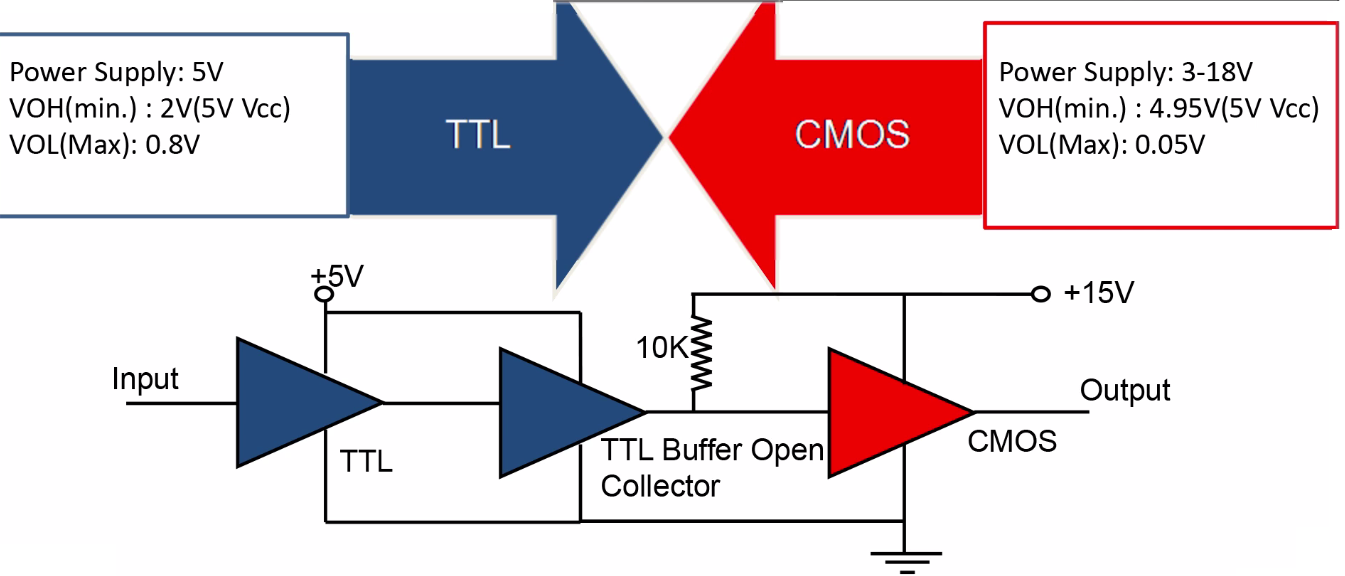 Power Supply: 5V
VOH(min.) : 2V(5V Vcc)
VOL(Max): 0.8V
TTL
CMOS
Power Supply: 3-18V
VOH(min.) : 4.95V(5V Vcc)
VOL(Max): 0.05V
+5V
+15V
10K
Input
Output
TTL
TTL Buffer Open
Collector
CMOS